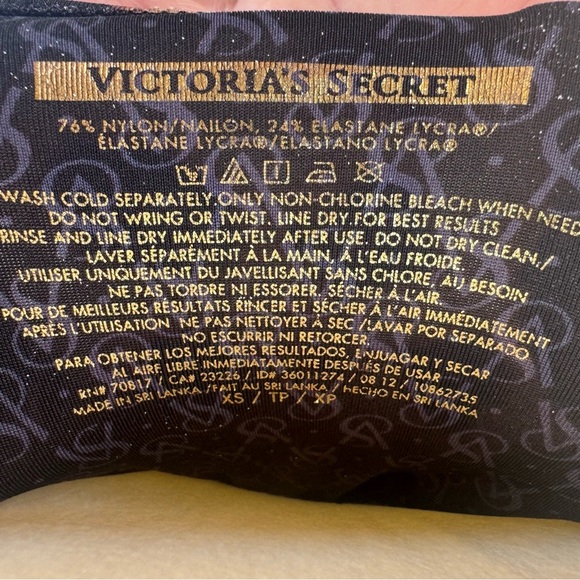 VICTORIA'S SECRET
76% NYLON/NAILON, 24% ELASTANE LYCRA®/
ÉLASTANE LYCRA®/ELASTANO LYCRA®
WASH COLD SEPARATELY. ONLY NON-CHLORINE BLEACH WHEN NEED
DO NOT WRING OR TWIST. LINE DRY. FOR BEST RESULTS
RINSE AND LINE DRY IMMEDIATELY AFTER USE. DO NOT DRY CLEAN./
LAVER SÉPARÉMENT À LA MAIN, À L'EAU FROIDE.
UTILISER UNIQUEMENT DU JAVELLISANT SANS CHLORE, AU BESOIN
NE PAS TORDRE NI ESSORER. SÉCHER À L'AIR.
POUR DE MEILLEURS RÉSULTATS RINCER ET SÉCHER À L'AIR IMMÉDIATEMENT
APRÈS L'UTILISATION NE PAS NETTOYER À SEC /LAVAR POR SEPARADO
NO ESCURRIR NI RETORCER.
PARA OBTENER LOS MEJORES RESULTADOS, ENJUAGAR Y SECAR
AL AIRE LIBRE INMEDIATAMENTE DESPUÉS DE USAR
RN# 70817 / CA# 23226 / ID# 36011274 / 08 12 / 10862735
MADE IN SRI LANKA /FAIT AU SRI LANKA / HECHO EN SRI LANKA
XS / TP / XP